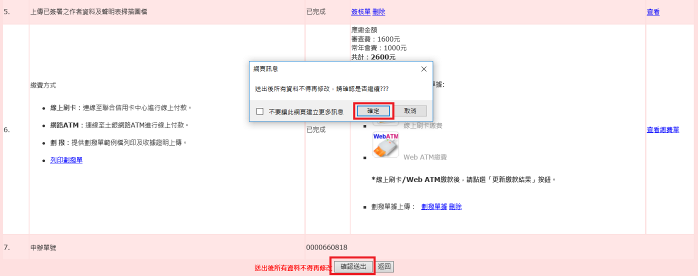 5. 上傳已簽署之作者資料及聲明表掃描圖檔 已完成 簽核單 刪除 查看
應繳金額
審查費：1600元
常年會費：1000元
共計：2600元
網頁訊息
送出後所有資料不得再修改，請確認是否繼續???
不要讓此網頁建立更多訊息 確定 取消
繳費方式
線上刷卡：連線至聯合信用卡中心進行線上付款。
網路ATM：連線至土銀網路ATM進行線上付款。
劃 撥：提供劃撥單範例檔列印及收據證明上傳。
列印劃撥單
6. 已完成 查看繳費單
線上刷卡繳費
WebATM
Web ATM繳費
*線上刷卡/Web ATM繳款後，請點選「更新繳款結果」按鈕。
劃撥單據上傳： 劃撥單據 刪除
7. 申辦單號 0000660818
送出後所有資料不得再修改 確認送出 返回